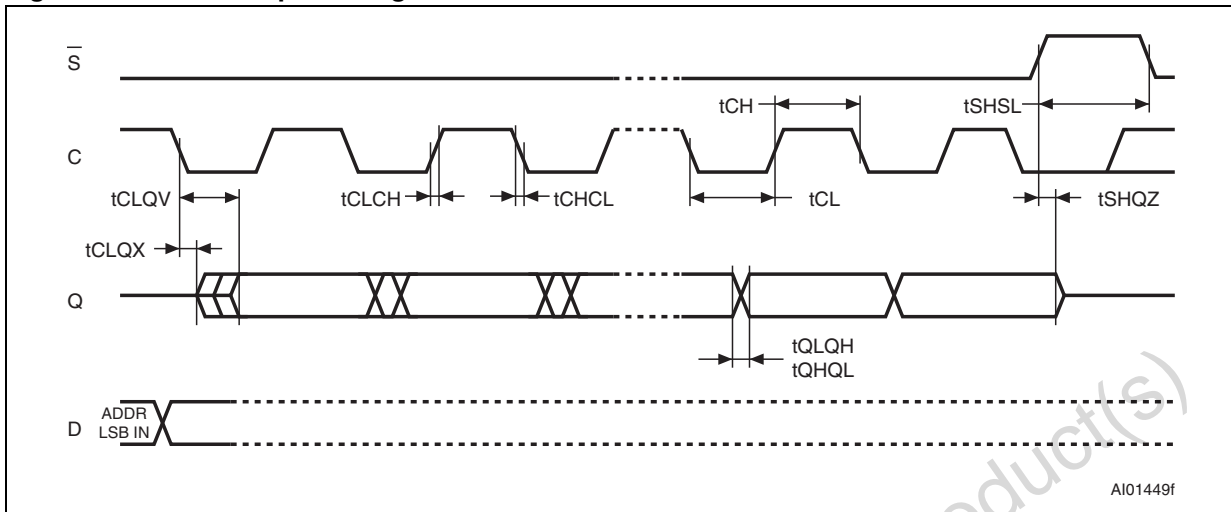 S
tCH
tSHSL
C
tCLQV
tCLCH
tCHCL
tCL
tSHQZ
tCLQX
Q
tQLQH
tQHQL
D
ADDR
LSB IN
AI01449f